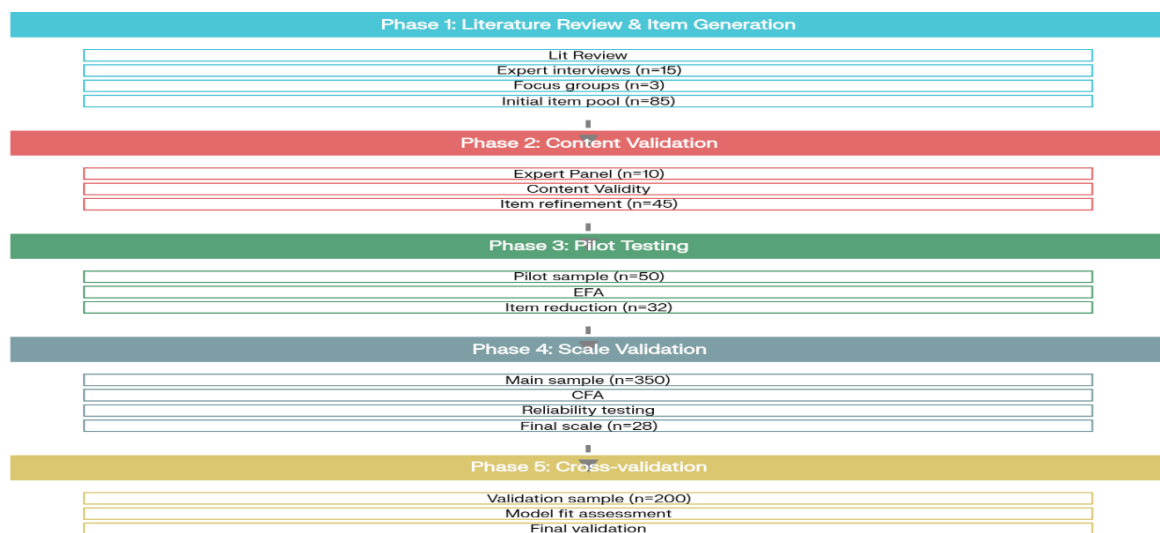 Phase 1: Literature Review & Item Generation
Lit Review
Expert interviews (n=15)
Focus groups (n=3)
Initial item pool (n=85)
Phase 2: Content Validation
Expert Panel (n=10)
Content Validity
Item refinement (n=45)
Phase 3: Pilot Testing
Pilot sample (n=50)
EFA
Item reduction (n=32)
Phase 4: Scale Validation
Main sample (n=350)
CFA
Reliability testing
Final scale (n=28)
Phase 5: Cross-validation
Validation sample (n=200)
Model fit assessment
Final validation